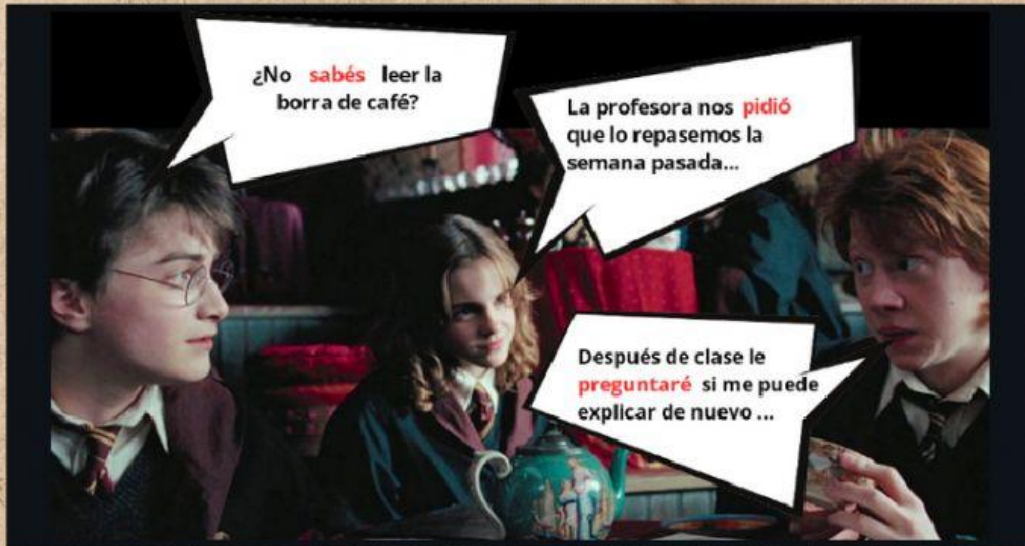 ¿No sabés leer la
borra de café?
La profesora nos pidió
que lo repasemos la
semana pasada...
Después de clase le
preguntaré si me puede
explicar de nuevo ...